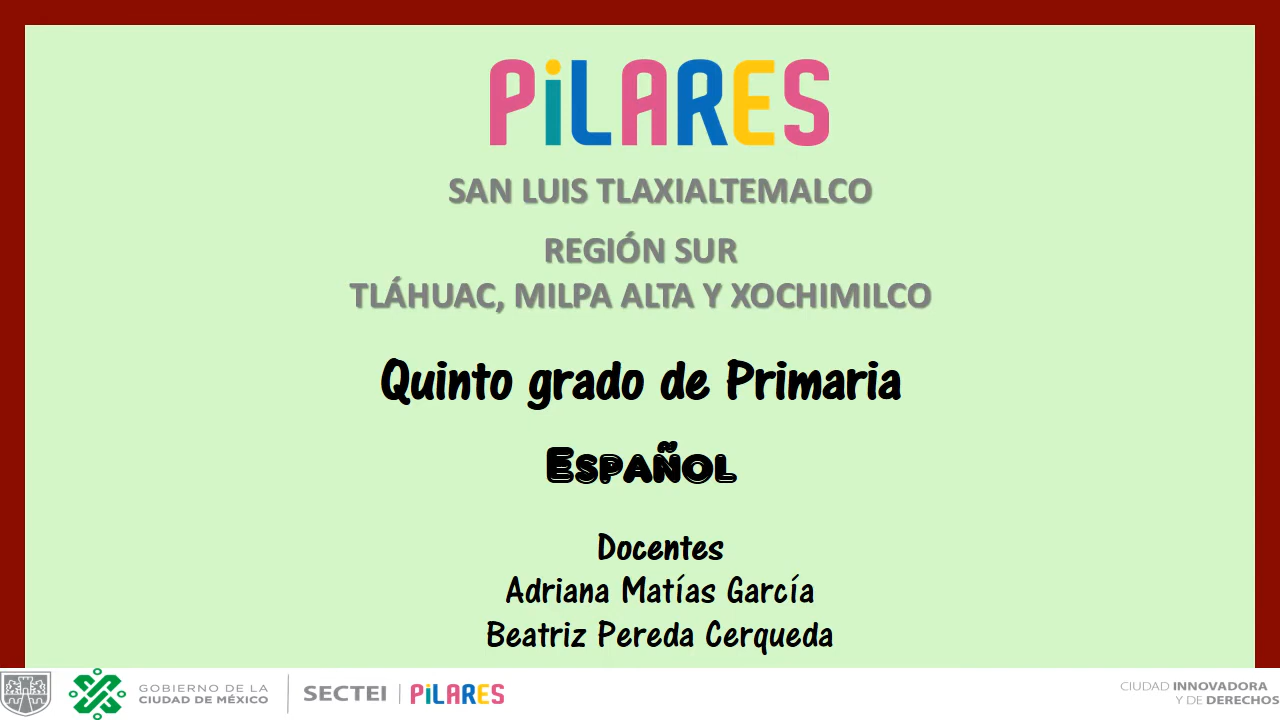 PiLARES
SAN LUIS TLAXIALTEMALCO
REGIÓN SUR
TLÁHUAC, MILPA ALTA Y XOCHIMILCO
Quinto grado de Primaria
ESPAÑOL
Docentes
Adriana Matías García
Beatriz Pereda Cerqueda
GOBIERNO DE LA
CIUDAD DE MÉXICO
SECTEI
PiLARES
CIUDAD INNOVADORA
Y DE DERECHOS